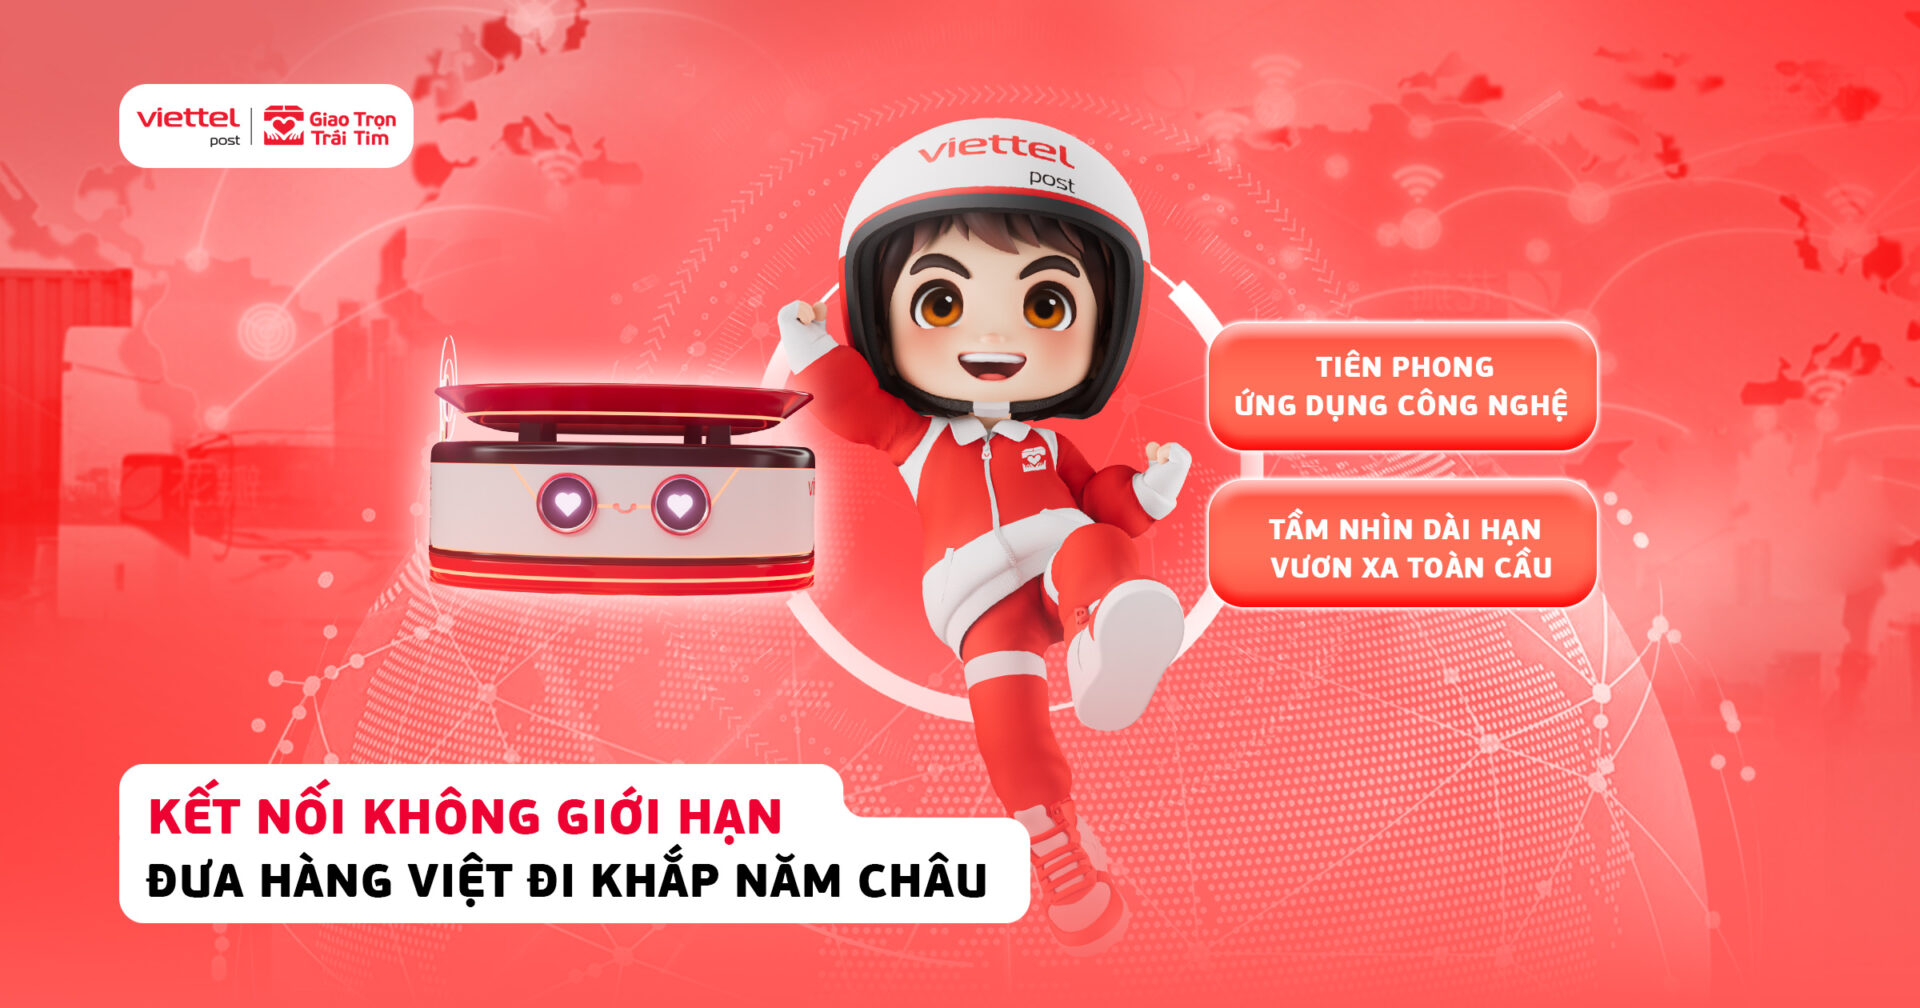 viettel
post
Giao Trọn
Trái Tim
viettel
post
TIÊN PHONG
ỨNG DỤNG CÔNG NGHỆ
TẦM NHÌN DÀI HẠN
VƯƠN XA TOÀN CẦU
KẾT NỐI KHÔNG GIỚI HẠN
ĐƯA HÀNG VIỆT ĐI KHẮP NĂM CHÂU